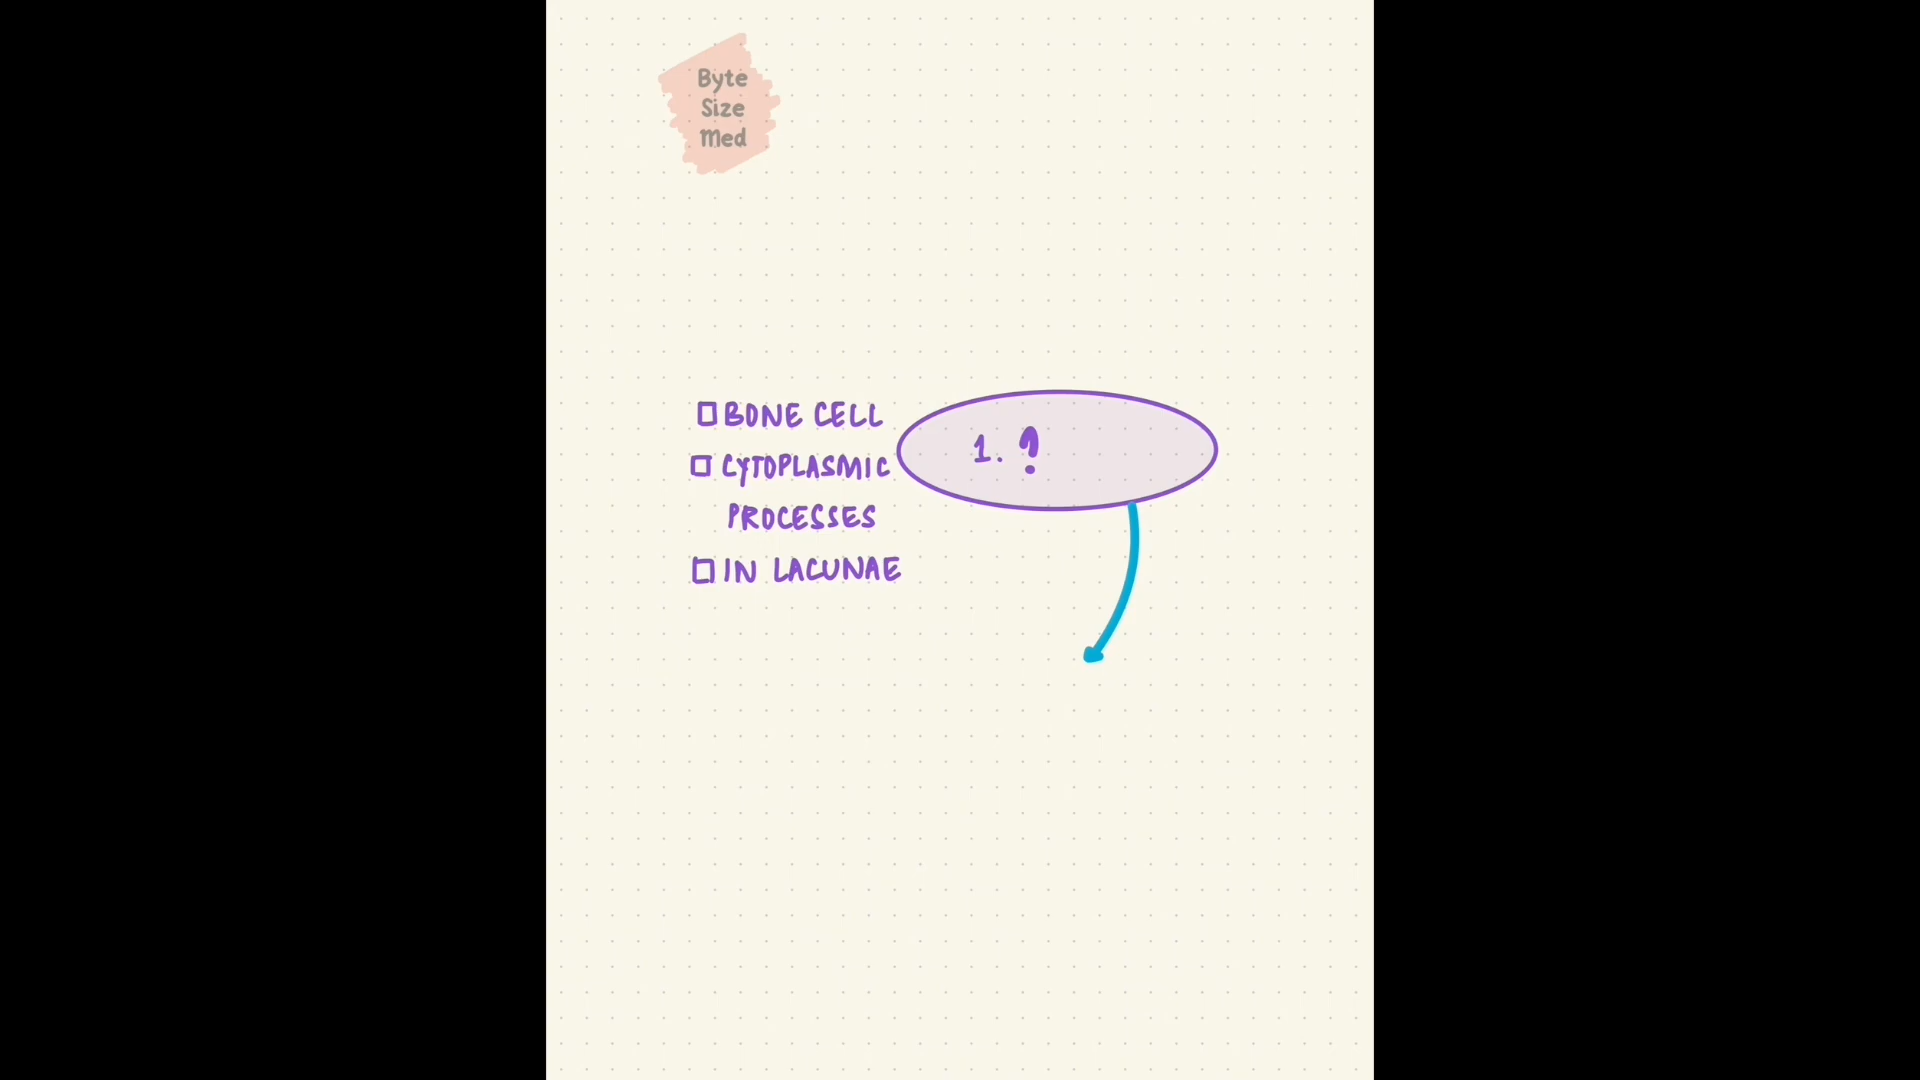 Byte
Size
Med
BONE CELL
CYTOPLASMIC
PROCESSES
IN LACUNAE
1. ?